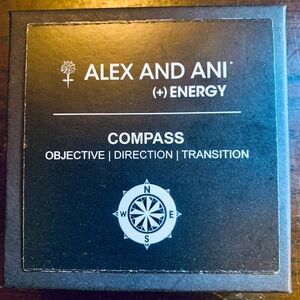 ALEX AND ANI®
(+) ENERGY
COMPASS
OBJECTIVE | DIRECTION | TRANSITION
N
W E
S